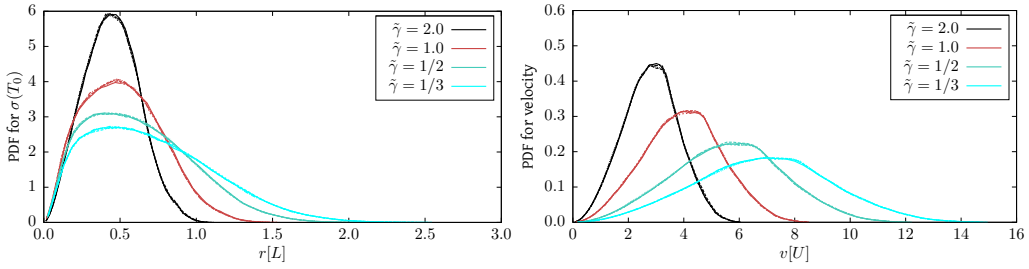 PDF for σ(T₀)
6
5
4
3
2
1
0
0.0 0.5 1.0 1.5 2.0 2.5 3.0
r[L]
γ̃ = 2.0
γ̃ = 1.0
γ̃ = 1/2
γ̃ = 1/3
PDF for velocity
0.6
0.5
0.4
0.3
0.2
0.1
0.0
0 2 4 6 8 10 12 14 16
v[U]
γ̃ = 2.0
γ̃ = 1.0
γ̃ = 1/2
γ̃ = 1/3